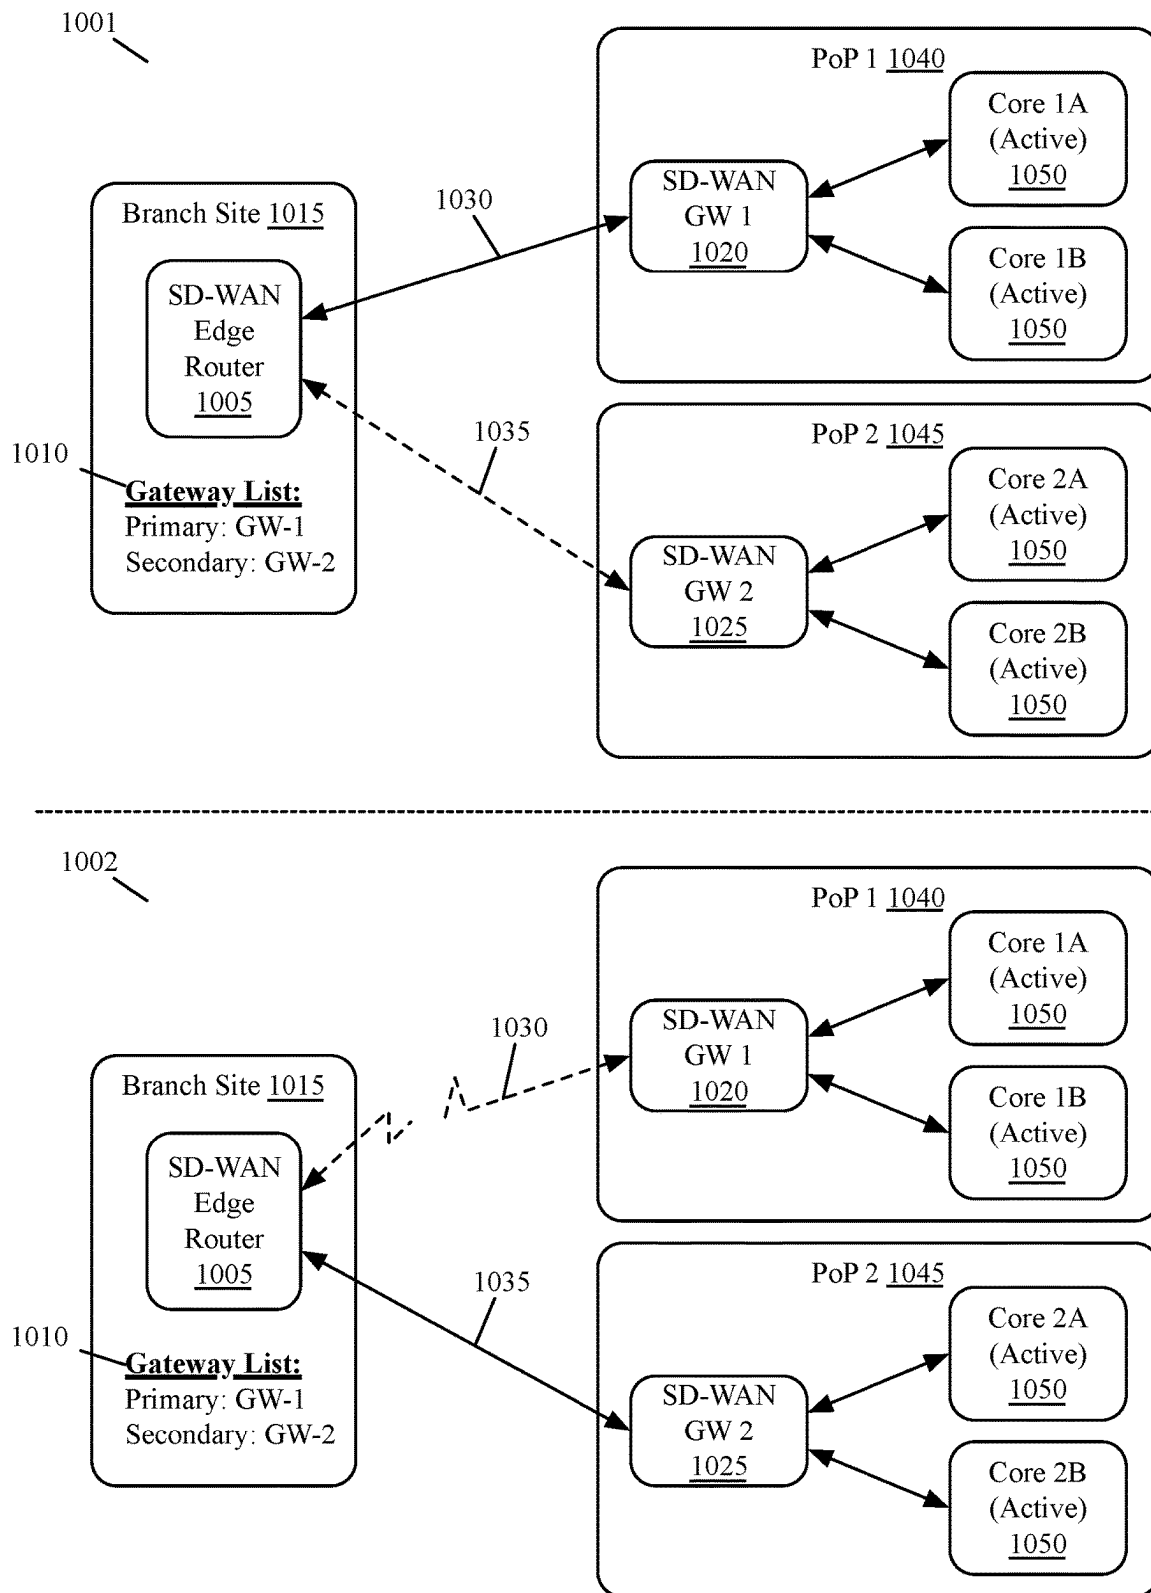 1001
PoP 1 1040
Core 1A
(Active)
1050
SD-WAN
GW 1
1020
Core 1B
(Active)
1050
1030
Branch Site 1015
SD-WAN
Edge
Router
1005
1010
Gateway List:
Primary: GW-1
Secondary: GW-2
1035
PoP 2 1045
Core 2A
(Active)
1050
SD-WAN
GW 2
1025
Core 2B
(Active)
1050
1002
PoP 1 1040
Core 1A
(Active)
1050
SD-WAN
GW 1
1020
Core 1B
(Active)
1050
1030
Branch Site 1015
SD-WAN
Edge
Router
1005
1010
Gateway List:
Primary: GW-1
Secondary: GW-2
1035
PoP 2 1045
Core 2A
(Active)
1050
SD-WAN
GW 2
1025
Core 2B
(Active)
1050